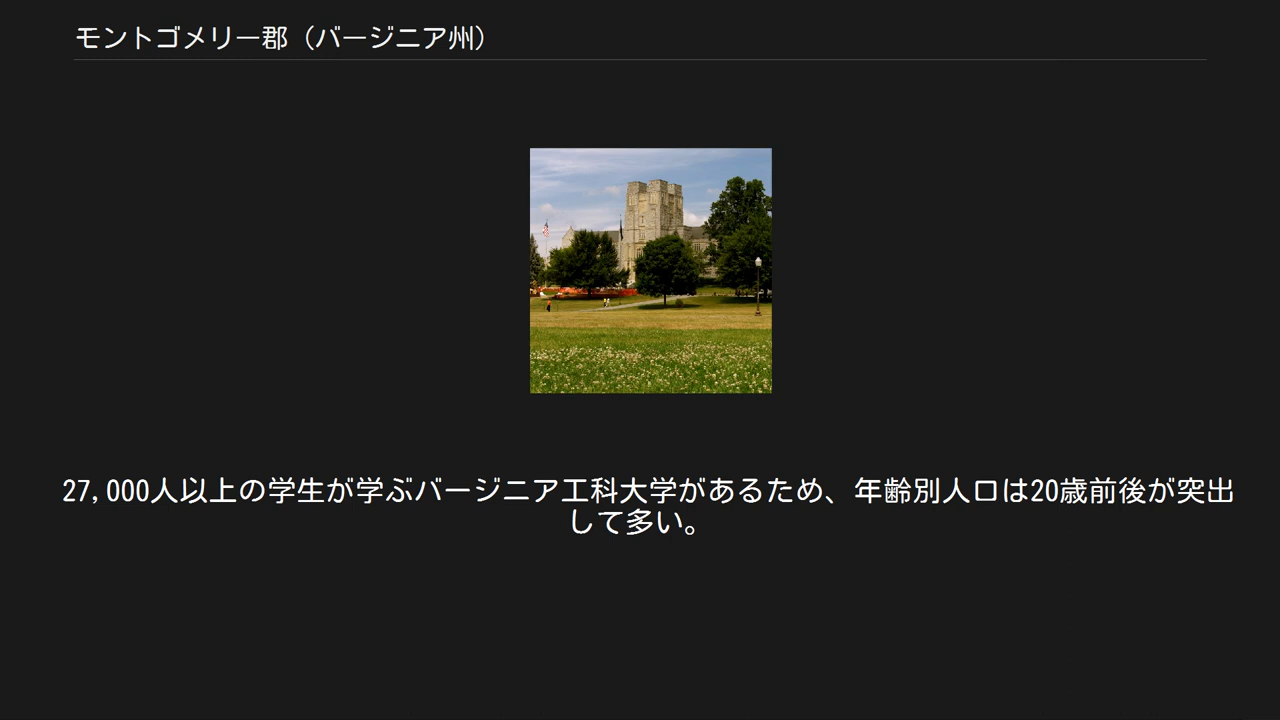 モントゴメリー郡（バージニア州）
27,000人以上の学生が学ぶバージニア工科大学があるため、年齢別人口は20歳前後が突出
して多い。